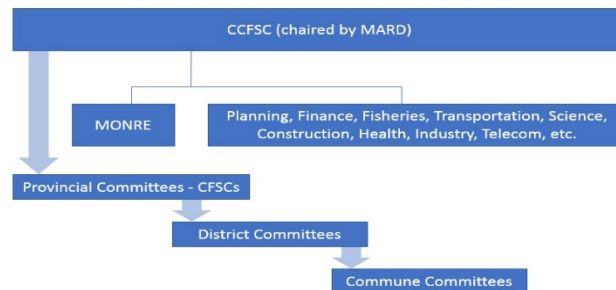 CCFSC (chaired by MARD)
MONRE
Planning, Finance, Fisheries, Transportation, Science,
Construction, Health, Industry, Telecom, etc.
Provincial Committees - CFSCs
District Committees
Commune Committees